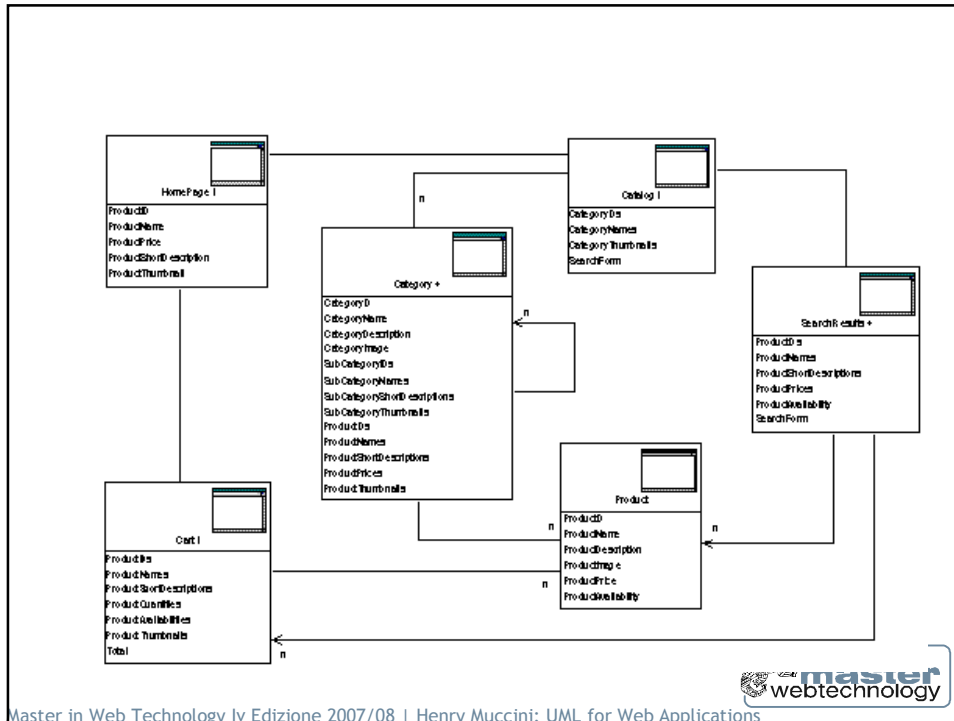 HomePage !
ProductID
ProductName
ProductPrice
ProductShortDescription
ProductThumbnail
Catalog !
CategoryIDs
CategoryNames
CategoryThumbnails
SearchForm
n
Category +
CategoryID
CategoryName
CategoryDescription
CategoryImage
SubCategoryIDs
SubCategoryNames
SubCategoryShortDescriptions
SubCategoryThumbnails
ProductIDs
ProductNames
ProductShortDescriptions
ProductPrices
ProductThumbnails
n
SearchResults +
ProductIDs
ProductNames
ProductShortDescriptions
ProductPrices
ProductAvailability
SearchForm
Product
ProductID
ProductName
ProductDescription
ProductImage
ProductPrice
ProductAvailability
n
n
n
Cart !
ProductIDs
ProductNames
ProductShortDescriptions
ProductQuantities
ProductAvailabilities
ProductThumbnails
Total
n
master
webtechnology
Master in Web Technology Iv Edizione 2007/08 | Henry Muccini: UML for Web Applications